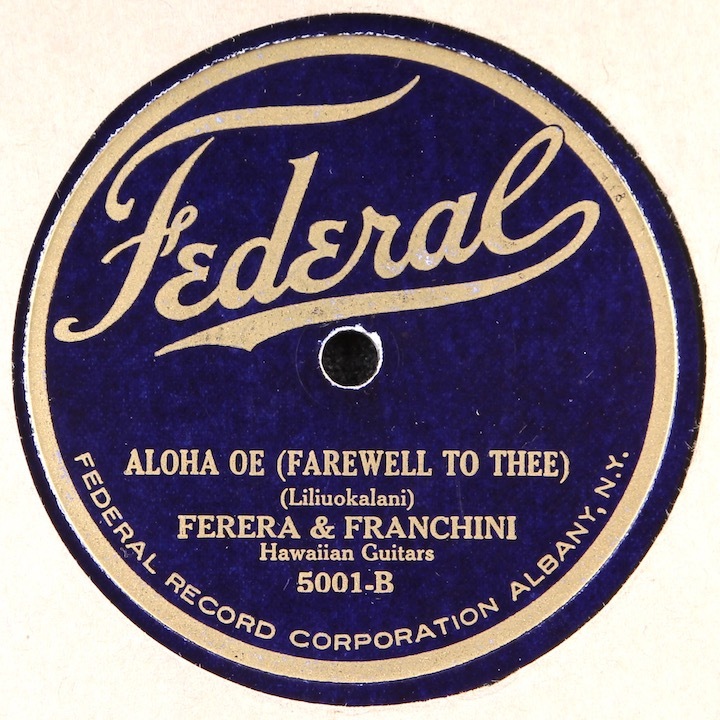 Federal
ALOHA OE (FAREWELL TO THEE)
(Liliuokalani)
FERERA & FRANCHINI
Hawaiian Guitars
5001-B
FEDERAL RECORD CORPORATION ALBANY, N.Y.